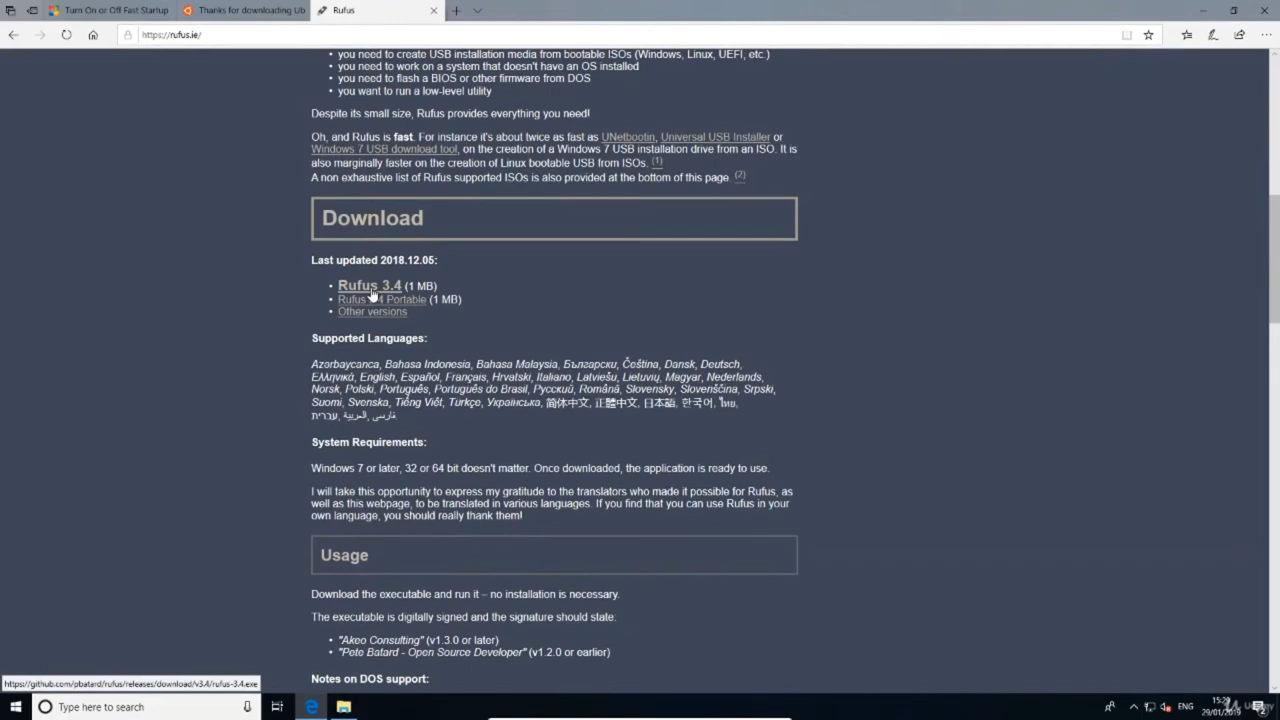 Turn On or Off Fast Startup
Thanks for downloading Ub
Rufus
https://rufus.ie/
• you need to create USB installation media from bootable ISOs (Windows, Linux, UEFI, etc.)
• you need to work on a system that doesn't have an OS installed
• you need to flash a BIOS or other firmware from DOS
• you want to run a low-level utility
Despite its small size, Rufus provides everything you need!
Oh, and Rufus is fast. For instance it's about twice as fast as UNetbootin, Universal USB Installer or
Windows 7 USB download tool, on the creation of a Windows 7 USB installation drive from an ISO. It is
also marginally faster on the creation of Linux bootable USB from ISOs. (1)
A non exhaustive list of Rufus supported ISOs is also provided at the bottom of this page. (2)
Download
Last updated 2018.12.05:
• Rufus 3.4 (1 MB)
• Rufus 3.4 Portable (1 MB)
• Other versions
Supported Languages:
Azərbaycanca, Bahasa Indonesia, Bahasa Malaysia, Български, Čeština, Dansk, Deutsch,
Ελληνικά, English, Español, Français, Hrvatski, Italiano, Latviešu, Lietuvių, Magyar, Nederlands,
Norsk, Polski, Português, Português do Brasil, Русский, Română, Slovensky, Slovenščina, Srpski,
Suomi, Svenska, Tiếng Việt, Türkçe, Українська, 简体中文, 正體中文, 日本語, 한국어, ไทย,
עברית, العربية, فارسی.
System Requirements:
Windows 7 or later, 32 or 64 bit doesn't matter. Once downloaded, the application is ready to use.
I will take this opportunity to express my gratitude to the translators who made it possible for Rufus, as
well as this webpage, to be translated in various languages. If you find that you can use Rufus in your
own language, you should really thank them!
Usage
Download the executable and run it – no installation is necessary.
The executable is digitally signed and the signature should state:
• "Akeo Consulting" (v1.3.0 or later)
• "Pete Batard - Open Source Developer" (v1.2.0 or earlier)
Notes on DOS support:
https://github.com/pbatard/rufus/releases/download/v3.4/rufus-3.4.exe
Type here to search
ENG
29/01/2019
Udemy
2